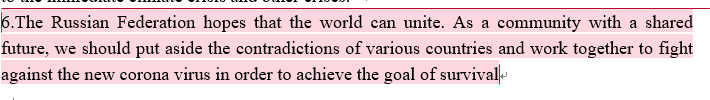 6.The Russian Federation hopes that the world can unite. As a community with a shared
future, we should put aside the contradictions of various countries and work together to fight
against the new corona virus in order to achieve the goal of survival